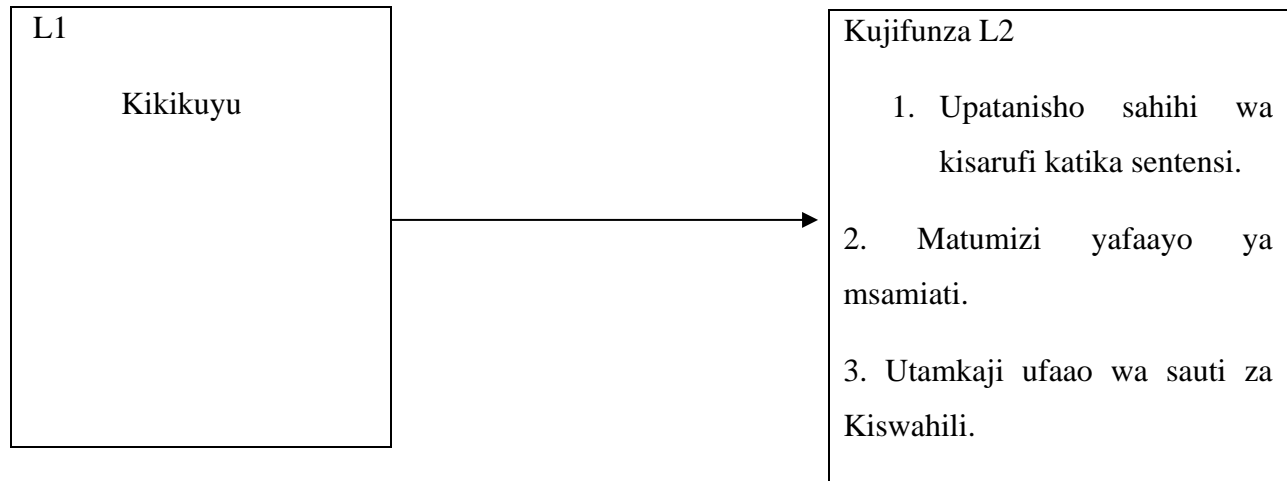 L1
Kikikuyu
Kujifunza L2
1. Upatanisho sahihi wa
kisarufi katika sentensi.
2. Matumizi yafaayo ya
msamiati.
3. Utamkaji ufaao wa sauti za
Kiswahili.